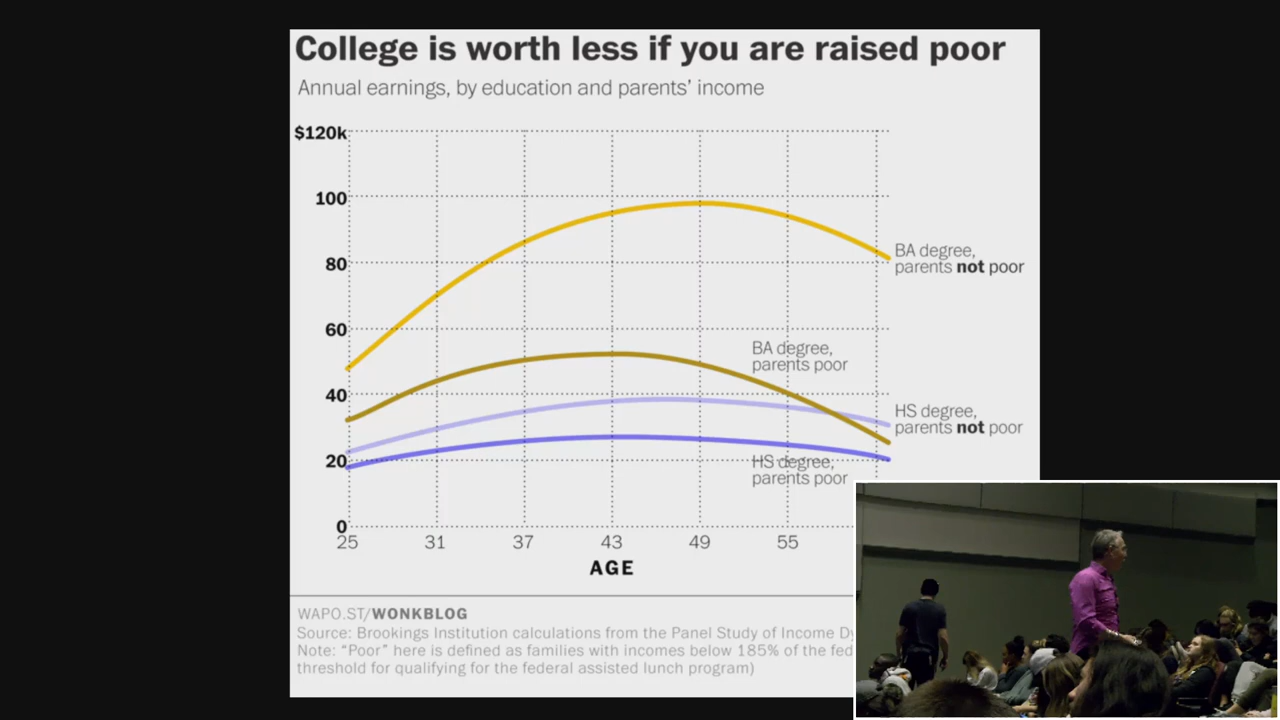 College is worth less if you are raised poor
Annual earnings, by education and parents' income
$120k
100
80
60
40
20
0
BA degree,
parents not poor
BA degree,
parents poor
HS degree,
parents not poor
HS degree,
parents poor
25 31 37 43 49 55
AGE
WAPO.ST/WONKBLOG
Source: Brookings Institution calculations from the Panel Study of Income Dy
Note: “Poor” here is defined as families with incomes below 185% of the fed
threshold for qualifying for the federal assisted lunch program)